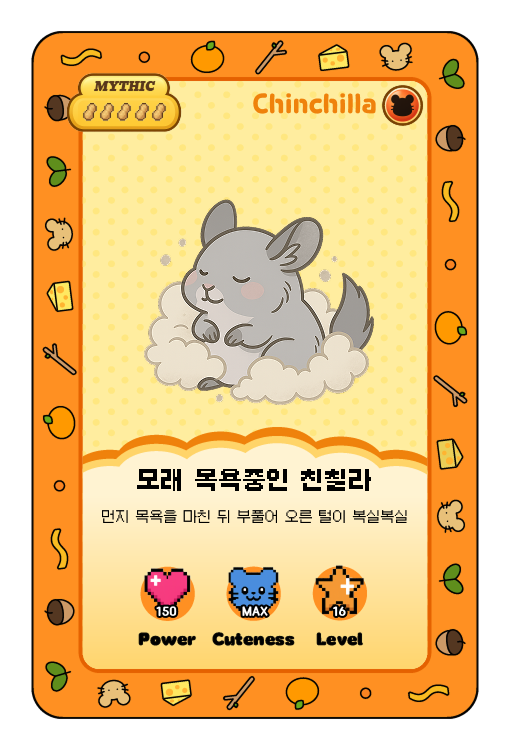 MYTHIC
Chinchilla
모래 목욕중인 친칠라
먼지 목욕을 마친 뒤 부풀어 오른 털이 복실복실
150 MAX 16
Power Cuteness Level